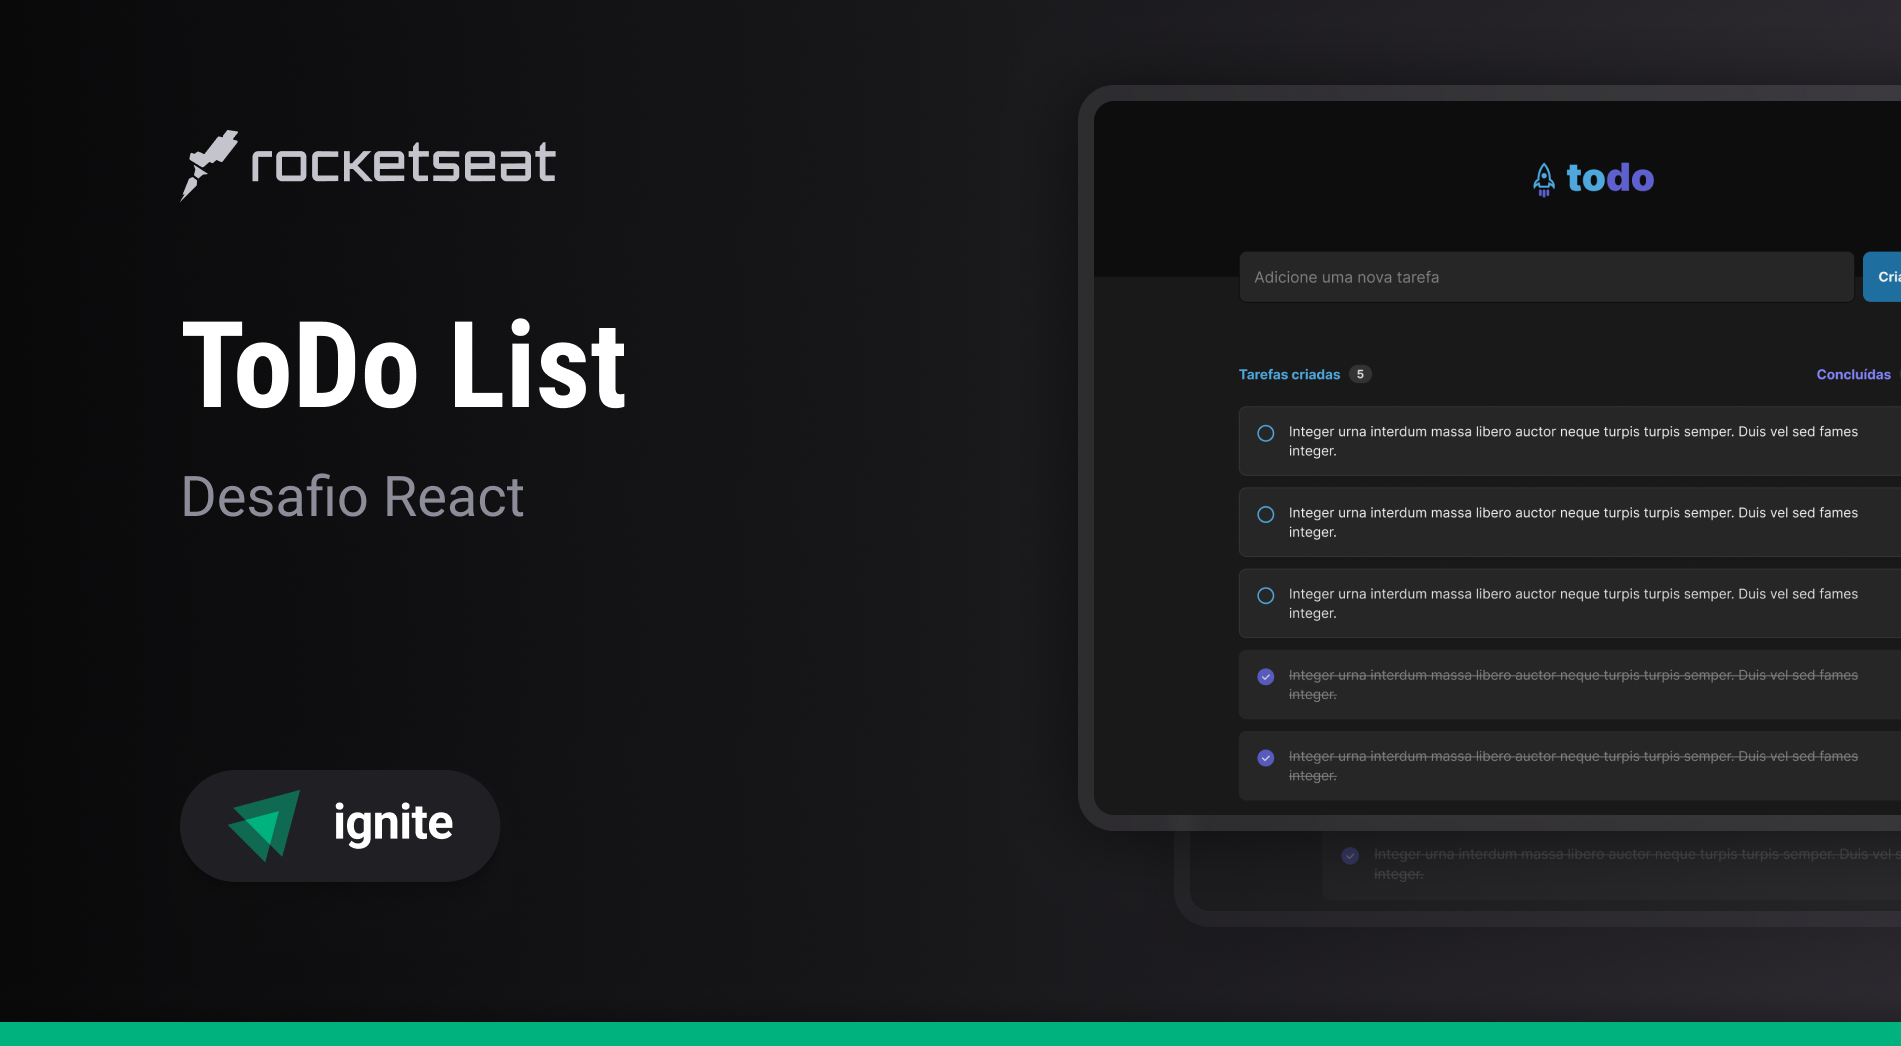 rocketseat
ToDo List
Desafio React
ignite
todo
Adicione uma nova tarefa
Tarefas criadas 5
Concluídas
Integer urna interdum massa libero auctor neque turpis turpis semper. Duis vel sed fames
integer.
Integer urna interdum massa libero auctor neque turpis turpis semper. Duis vel sed fames
integer.
Integer urna interdum massa libero auctor neque turpis turpis semper. Duis vel sed fames
integer.
Integer urna interdum massa libero auctor neque turpis turpis semper. Duis vel sed fames
integer.
Integer urna interdum massa libero auctor neque turpis turpis semper. Duis vel sed fames
integer.
Integer urna interdum massa libero auctor neque turpis turpis semper. Duis vel
integer.